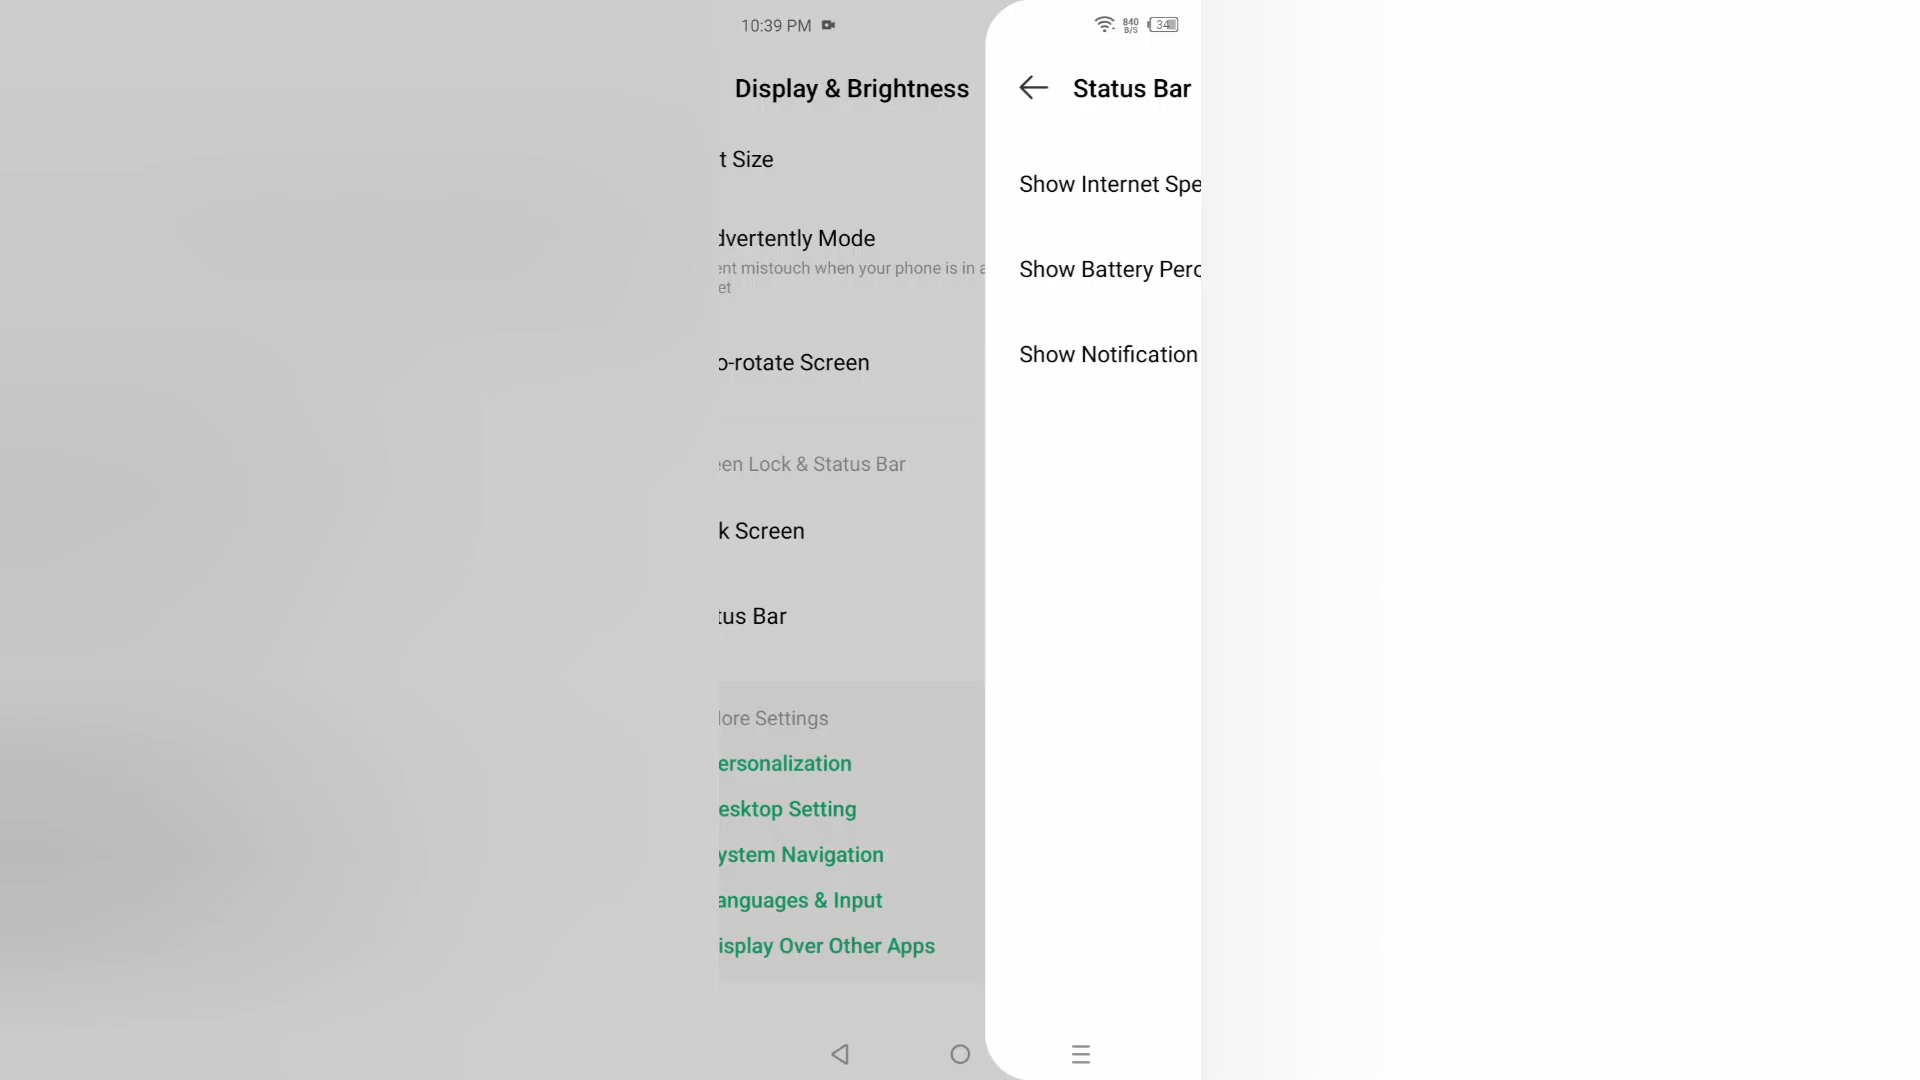 10:39 PM
840
B/S
34
Display & Brightness
t Size
dvertently Mode
ent mistouch when your phone is in a
et
o-rotate Screen
een Lock & Status Bar
k Screen
tus Bar
lore Settings
ersonalization
esktop Setting
ystem Navigation
anguages & Input
isplay Over Other Apps
Status Bar
Show Internet Spe
Show Battery Perc
Show Notification